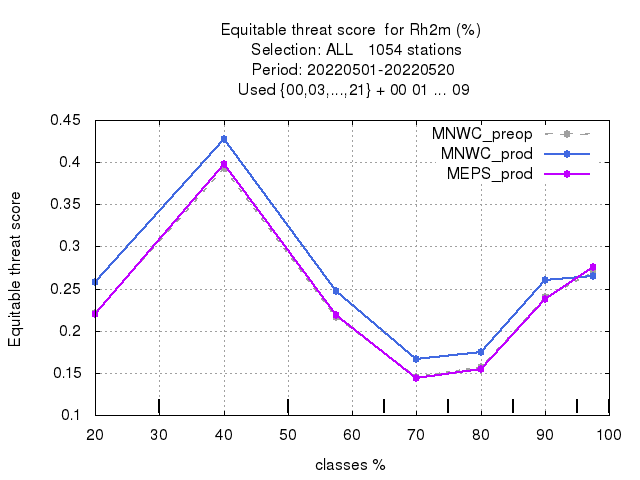 Equitable threat score  for Rh2m (%)
Selection: ALL   1054 stations
Period: 20220501-20220520
Used {00,03,...,21} + 00 01 ... 09
MNWC_preop
MNWC_prod
MEPS_prod
Equitable threat score
0.45
0.4
0.35
0.3
0.25
0.2
0.15
0.1
20 30 40 50 60 70 80 90 100
classes %